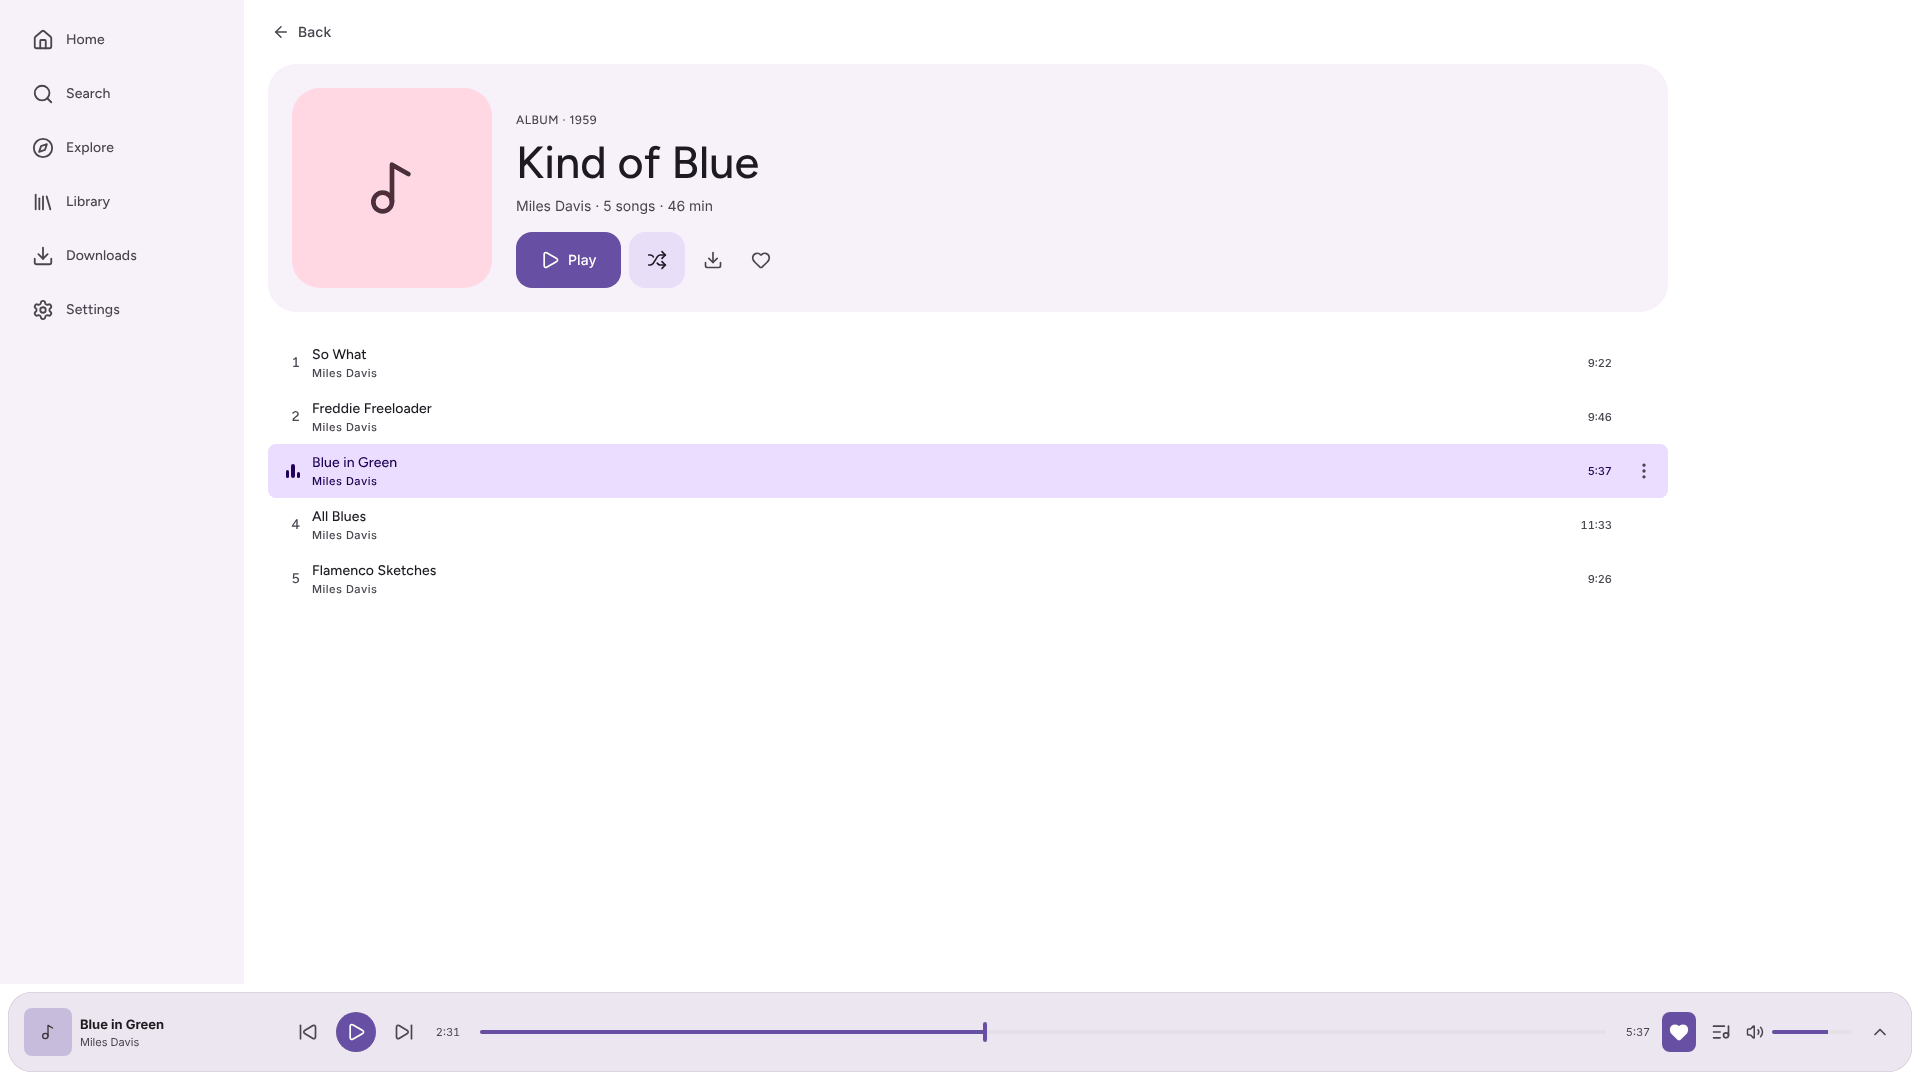 Home
Search
Explore
Library
Downloads
Settings
Back
ALBUM · 1959
Kind of Blue
Miles Davis · 5 songs · 46 min
Play
1 So What 9:22
Miles Davis
2 Freddie Freeloader 9:46
Miles Davis
Blue in Green 5:37
Miles Davis
4 All Blues 11:33
Miles Davis
5 Flamenco Sketches 9:26
Miles Davis
Blue in Green
Miles Davis
2:31 5:37